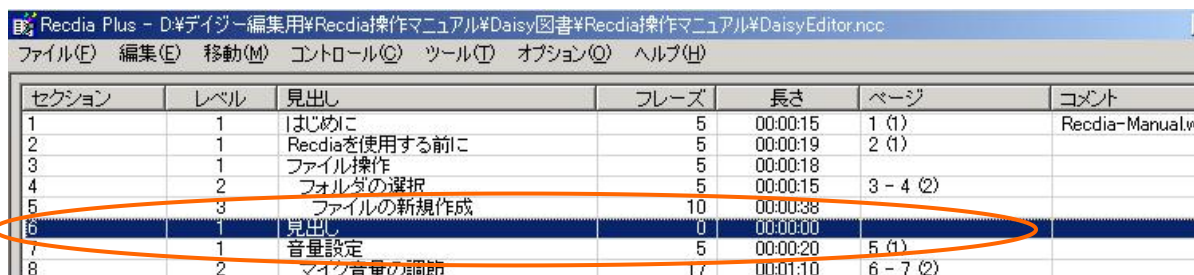 Recdia Plus - D:¥デイジー編集用¥Recdia操作マニュアル¥Daisy図書¥Recdia操作マニュアル¥DaisyEditor.ncc
ファイル(F) 編集(E) 移動(M) コントロール(C) ツール(T) オプション(O) ヘルプ(H)
セクション レベル 見出し フレーズ 長さ ページ コメント
1 1 はじめに 5 00:00:15 1 (1) Recdia-Manual.w
2 1 Recdiaを使用する前に 5 00:00:19 2 (1)
3 1 ファイル操作 5 00:00:18
4 2 フォルダの選択 5 00:00:15 3 - 4 (2)
5 3 ファイルの新規作成 10 00:00:38
6 1 見出し 0 00:00:00
7 1 音量設定 5 00:00:20 5 (1)
8 2 マイク音量の調節 17 00:01:10 6 - 7 (2)